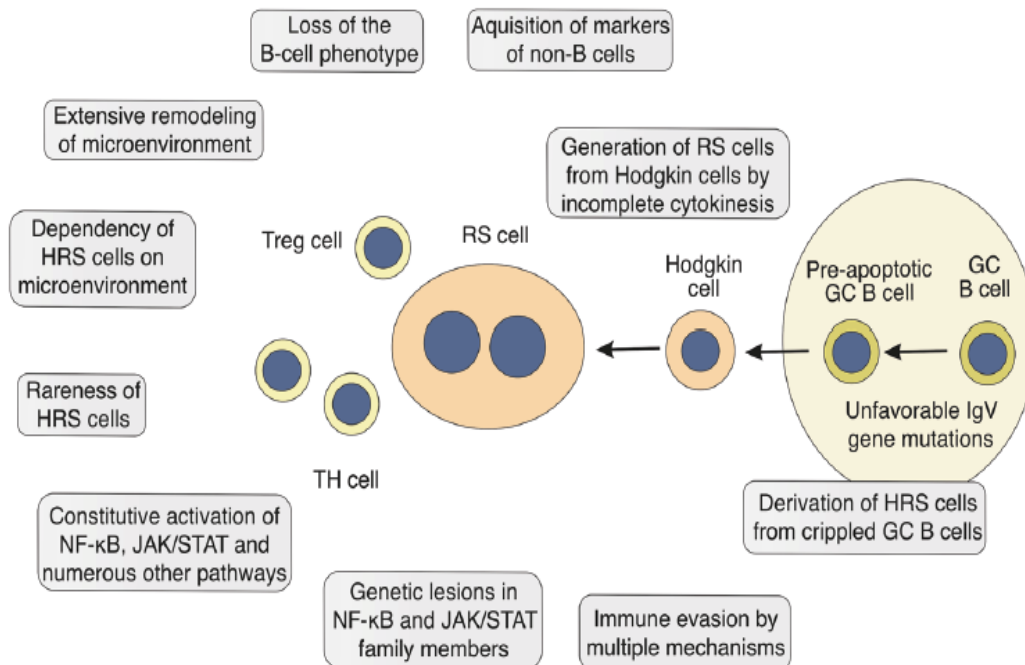 Loss of the
B-cell phenotype
Aquisition of markers
of non-B cells
Extensive remodeling
of microenvironment
Generation of RS cells
from Hodgkin cells by
incomplete cytokinesis
Dependency of
HRS cells on
microenvironment
Treg cell
RS cell
Hodgkin
cell
Pre-apoptotic
GC B cell
GC
B cell
Rareness of
HRS cells
Unfavorable IgV
gene mutations
TH cell
Derivation of HRS cells
from crippled GC B cells
Constitutive activation of
NF-κB, JAK/STAT and
numerous other pathways
Genetic lesions in
NF-κB and JAK/STAT
family members
Immune evasion by
multiple mechanisms